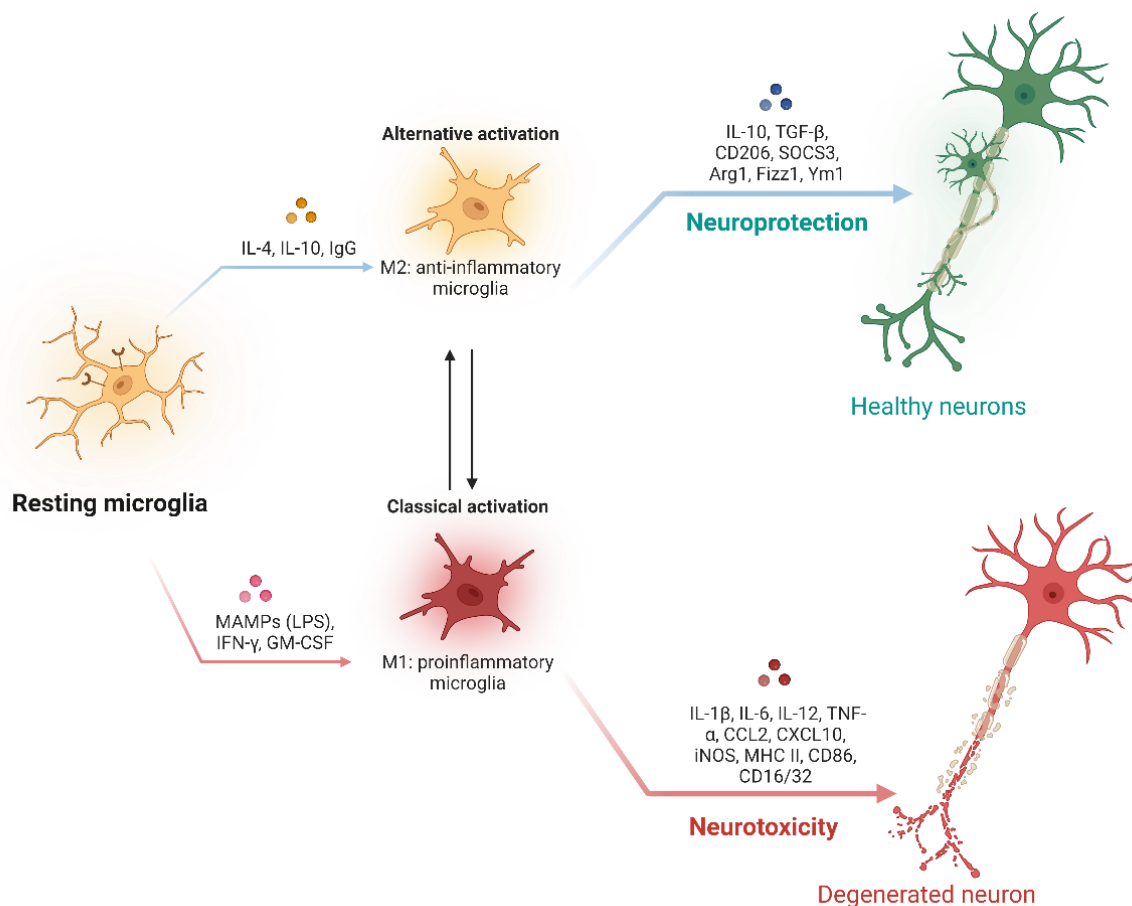 Alternative activation
IL-4, IL-10, IgG
M2: anti-inflammatory
microglia
IL-10, TGF-β,
CD206, SOCS3,
Arg1, Fizz1, Ym1
Neuroprotection
Healthy neurons
Resting microglia
Classical activation
MAMPs (LPS),
IFN-γ, GM-CSF
M1: proinflammatory
microglia
IL-1β, IL-6, IL-12, TNF-
α, CCL2, CXCL10,
iNOS, MHC II, CD86,
CD16/32
Neurotoxicity
Degenerated neuron